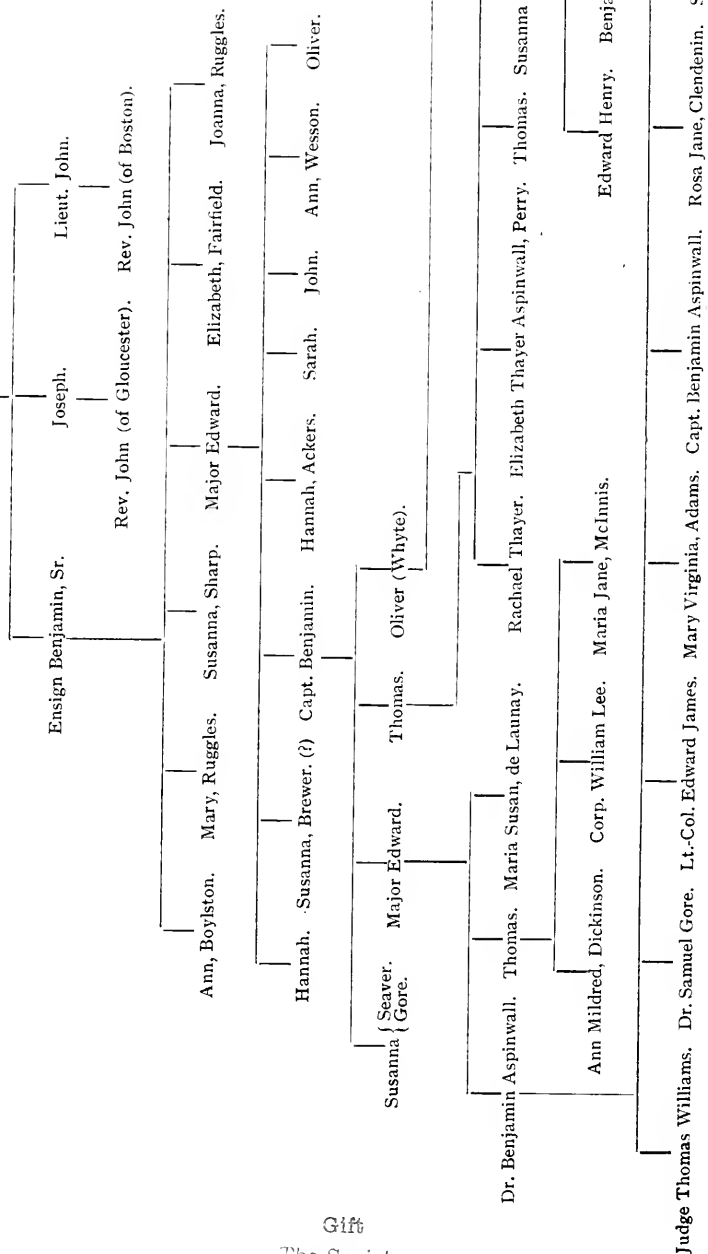 Ensign Benjamin, Sr. Joseph. Lieut. John.
Rev. John (of Gloucester). Rev. John (of Boston).
Ann, Boylston. Mary, Ruggles. Susanna, Sharp. Major Edward. Elizabeth, Fairfield. Joanna, Ruggles.
Hannah. Susanna, Brewer. (?) Capt. Benjamin. Hannah, Ackers. Sarah. John. Ann, Wesson. Oliver.
Susanna { Seaver. Gore. Major Edward. Thomas. Oliver (Whyte).
Dr. Benjamin Aspinwall. Thomas. Maria Susan, de Launay. Rachael Thayer. Elizabeth Thayer Aspinwall, Perry. Thomas. Susanna
Ann Mildred, Dickinson. Corp. William Lee. Maria Jane, McInnis. Edward Henry. Benja
Judge Thomas Williams. Dr. Samuel Gore. Lt.-Col. Edward James. Mary Virginia, Adams. Capt. Benjamin Aspinwall. Rosa Jane, Clendenin. S
Gift